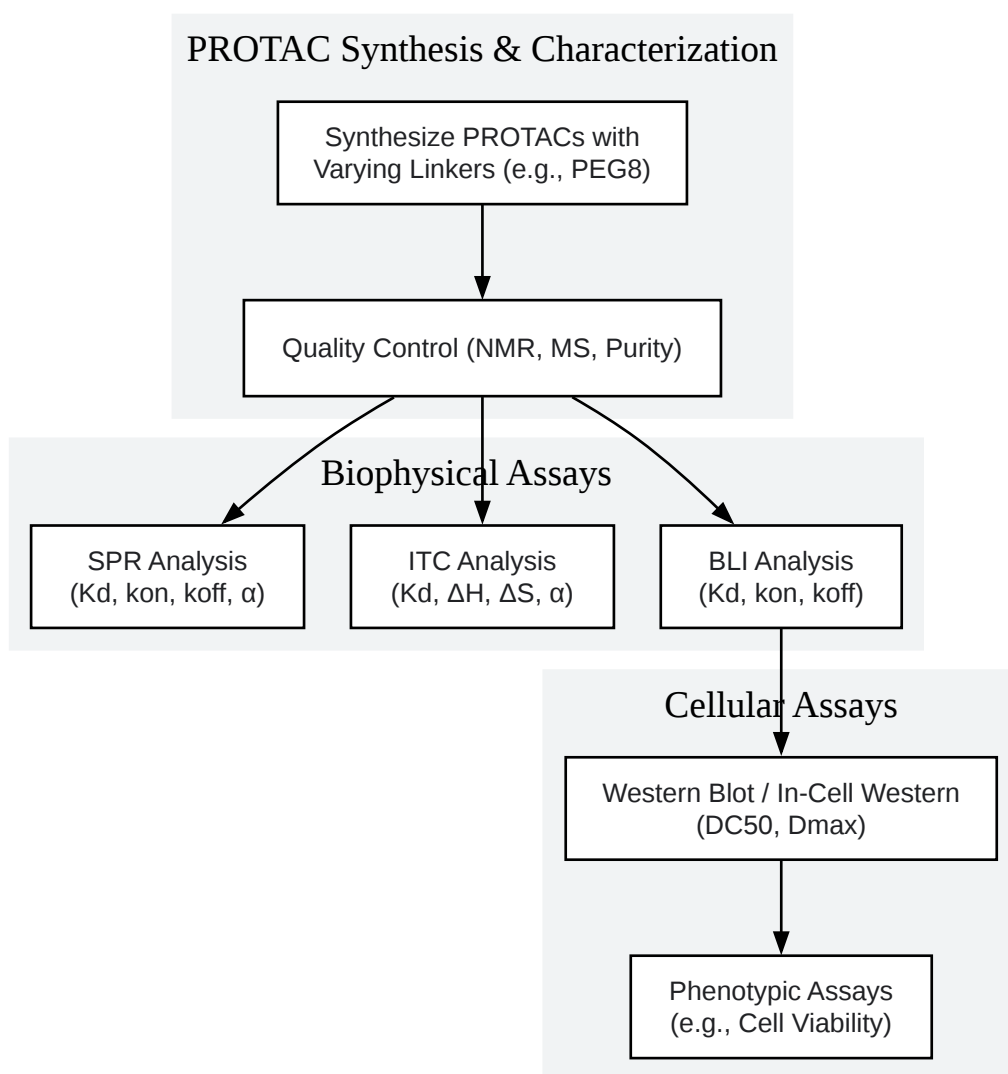 PROTAC Synthesis & Characterization
Synthesize PROTACs with
Varying Linkers (e.g., PEG8)
Quality Control (NMR, MS, Purity)
Biophysical Assays
SPR Analysis
(Kd, kon, koff, α)
ITC Analysis
(Kd, ΔH, ΔS, α)
BLI Analysis
(Kd, kon, koff)
Cellular Assays
Western Blot / In-Cell Western
(DC50, Dmax)
Phenotypic Assays
(e.g., Cell Viability)